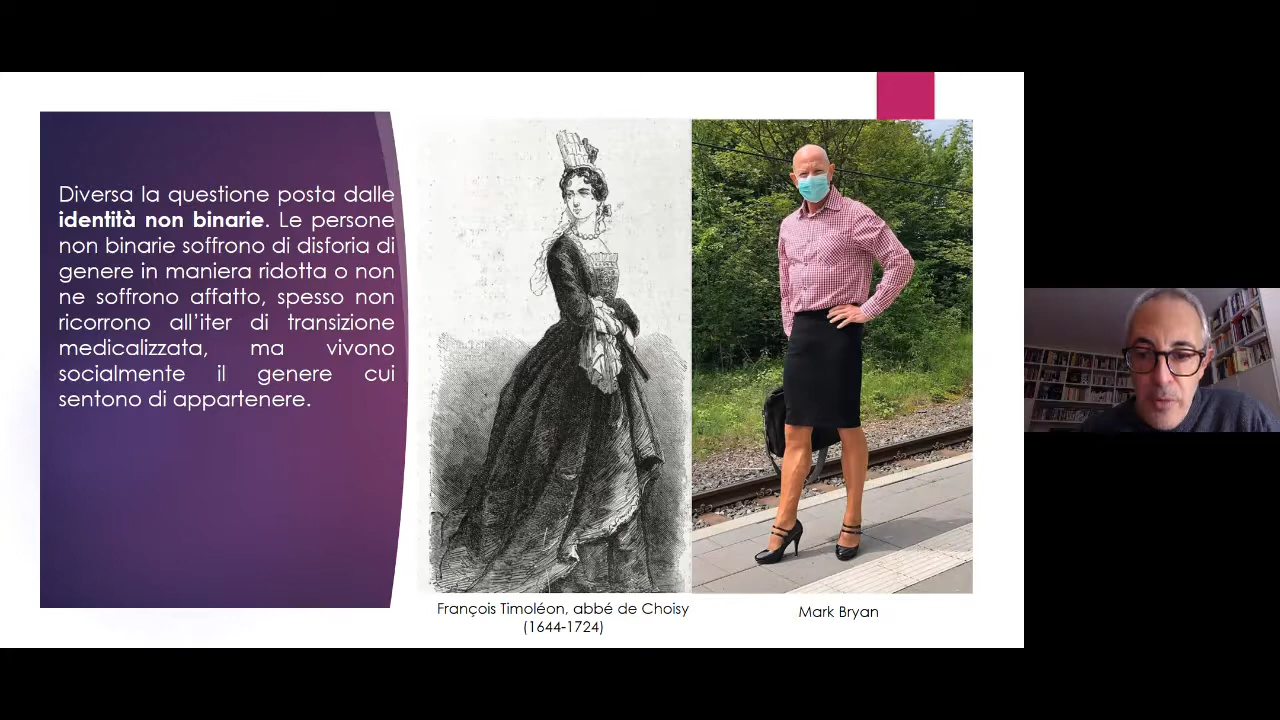 Diversa la questione posta dalle
identità non binarie. Le persone
non binarie soffrono di disforia di
genere in maniera ridotta o non
ne soffrono affatto, spesso non
ricorrono all'iter di transizione
medicalizzata, ma vivono
socialmente il genere cui
sentono di appartenere.
François Timoléon, abbé de Choisy
(1644-1724)
Mark Bryan